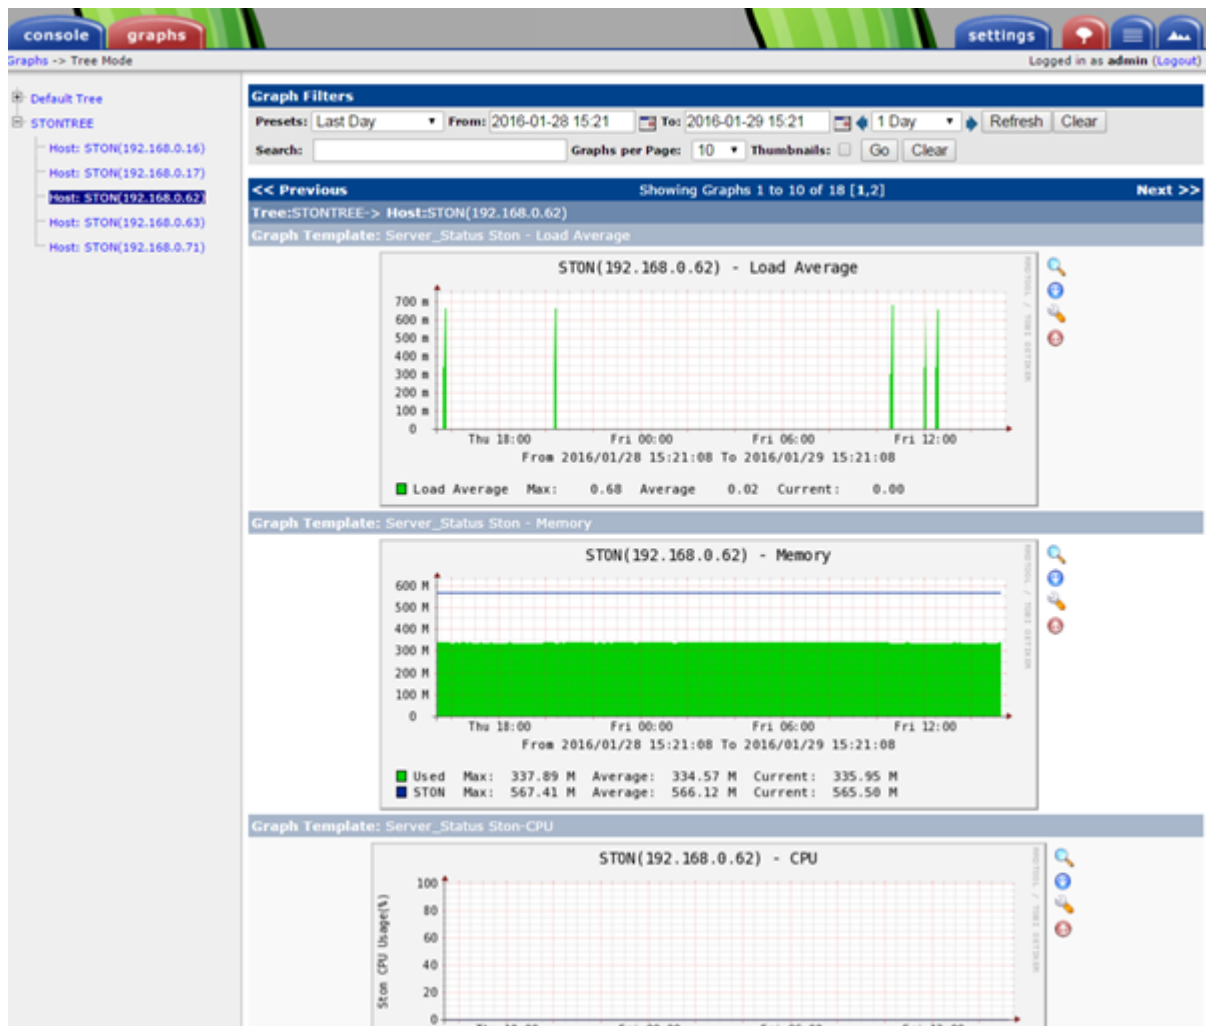 console graphs settings
Graphs -> Tree Mode Logged in as admin (Logout)
Default Tree
STONTREE
Host: STON(192.168.0.16)
Host: STON(192.168.0.17)
Host: STON(192.168.0.62)
Host: STON(192.168.0.63)
Host: STON(192.168.0.71)
Graph Filters
Presets: Last Day From: 2016-01-28 15:21 To: 2016-01-29 15:21 1 Day Refresh Clear
Search: Graphs per Page: 10 Thumbnails: Go Clear
<< Previous Showing Graphs 1 to 10 of 18 [1,2] Next >>
Tree:STONTREE-> Host:STON(192.168.0.62)
Graph Template: Server_Status Ston - Load Average
STON(192.168.0.62) - Load Average
700 m
600 m
500 m
400 m
300 m
200 m
100 m
0
Thu 18:00 Fri 00:00 Fri 06:00 Fri 12:00
From 2016/01/28 15:21:08 To 2016/01/29 15:21:08
Load Average Max: 0.68 Average 0.02 Current: 0.00
RRDTOOL / TOBI OETIKER
Graph Template: Server_Status Ston - Memory
STON(192.168.0.62) - Memory
600 M
500 M
400 M
300 M
200 M
100 M
0
Thu 18:00 Fri 00:00 Fri 06:00 Fri 12:00
From 2016/01/28 15:21:08 To 2016/01/29 15:21:08
Used Max: 337.89 M Average: 334.57 M Current: 335.95 M
STON Max: 567.41 M Average: 566.12 M Current: 565.50 M
RRDTOOL / TOBI OETIKER
Graph Template: Server_Status Ston-CPU
STON(192.168.0.62) - CPU
Ston CPU Usage(%)
100
80
60
40
20
0
RRDTOOL / TOBI OETIKER